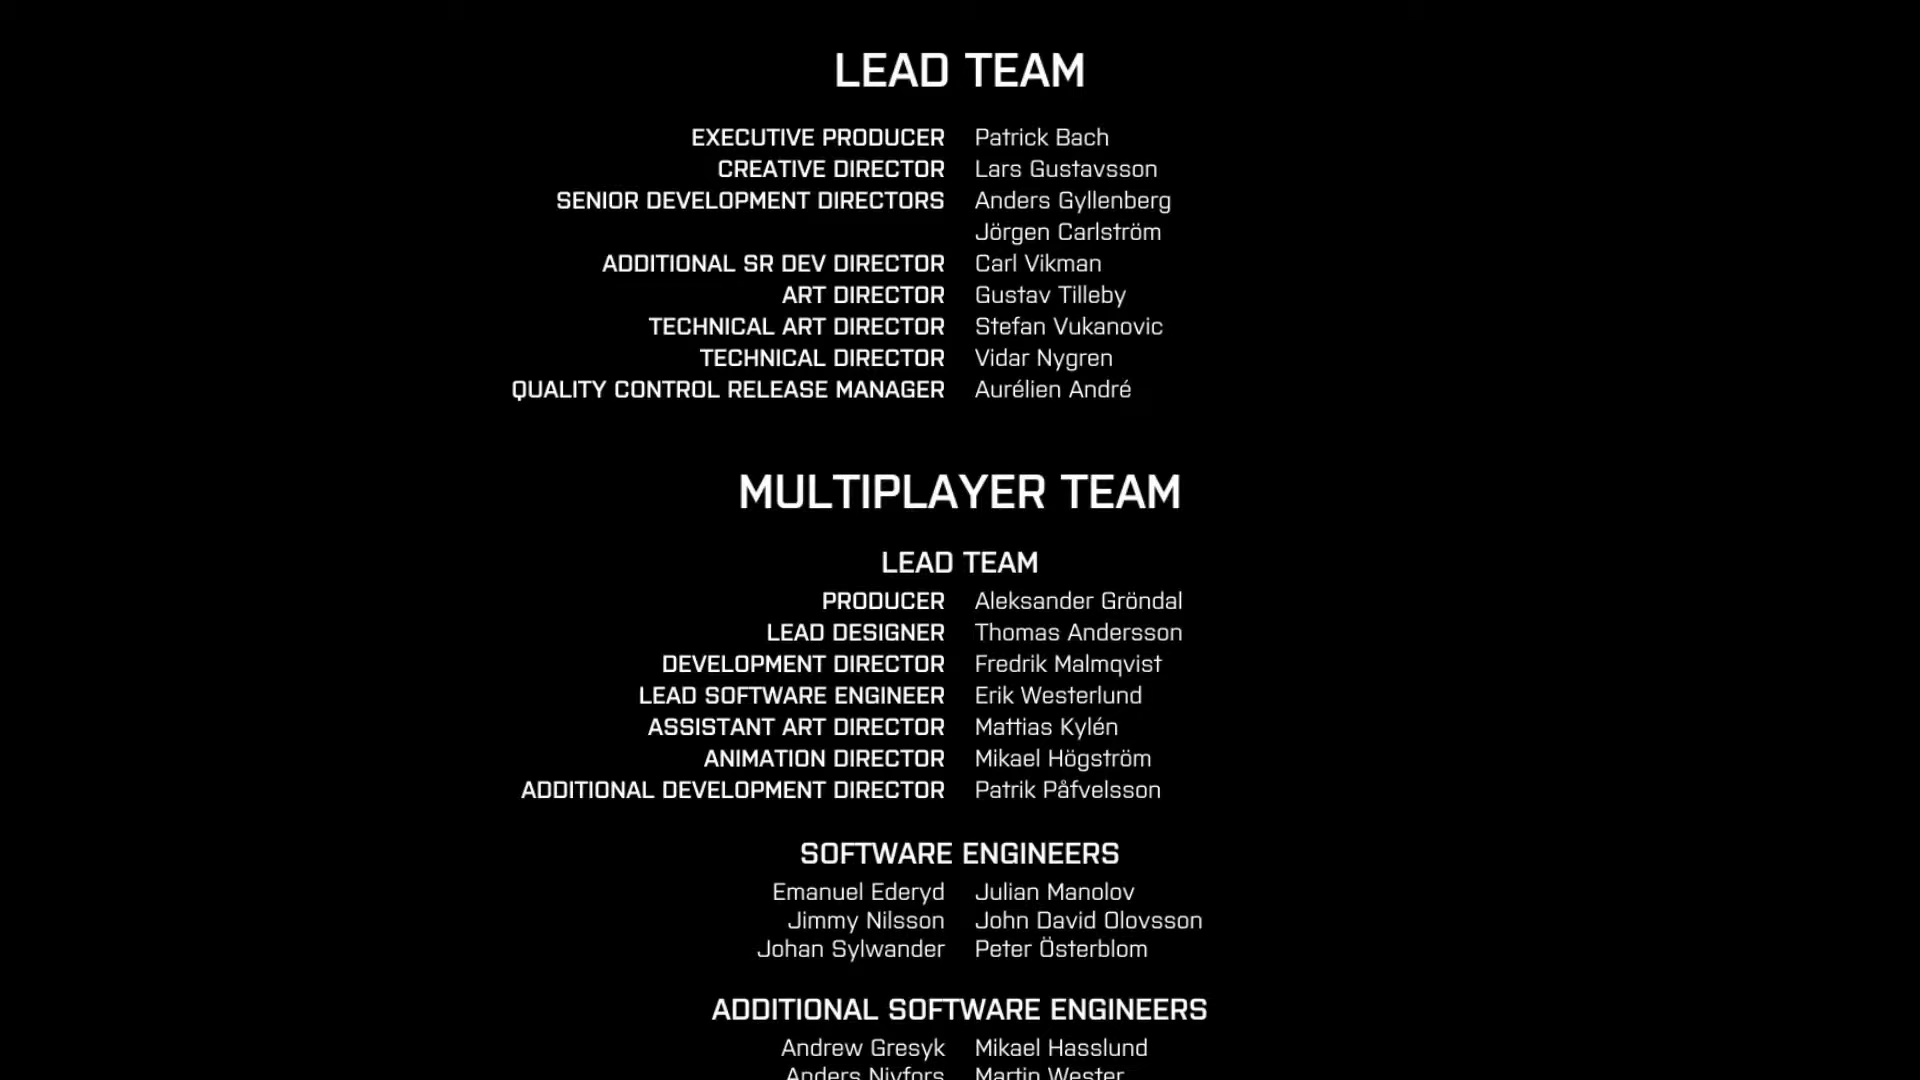 LEAD TEAM
EXECUTIVE PRODUCER Patrick Bach
CREATIVE DIRECTOR Lars Gustavsson
SENIOR DEVELOPMENT DIRECTORS Anders Gyllenberg
Jörgen Carlström
ADDITIONAL SR DEV DIRECTOR Carl Vikman
ART DIRECTOR Gustav Tilleby
TECHNICAL ART DIRECTOR Stefan Vukanovic
TECHNICAL DIRECTOR Vidar Nygren
QUALITY CONTROL RELEASE MANAGER Aurélien André
MULTIPLAYER TEAM
LEAD TEAM
PRODUCER Aleksander Gröndal
LEAD DESIGNER Thomas Andersson
DEVELOPMENT DIRECTOR Fredrik Malmqvist
LEAD SOFTWARE ENGINEER Erik Westerlund
ASSISTANT ART DIRECTOR Mattias Kylén
ANIMATION DIRECTOR Mikael Högström
ADDITIONAL DEVELOPMENT DIRECTOR Patrik Påfvelsson
SOFTWARE ENGINEERS
Emanuel Ederyd Julian Manolov
Jimmy Nilsson John David Olovsson
Johan Sylwander Peter Österblom
ADDITIONAL SOFTWARE ENGINEERS
Andrew Gresyk Mikael Hasslund
Anders Nivfors Martin Wester